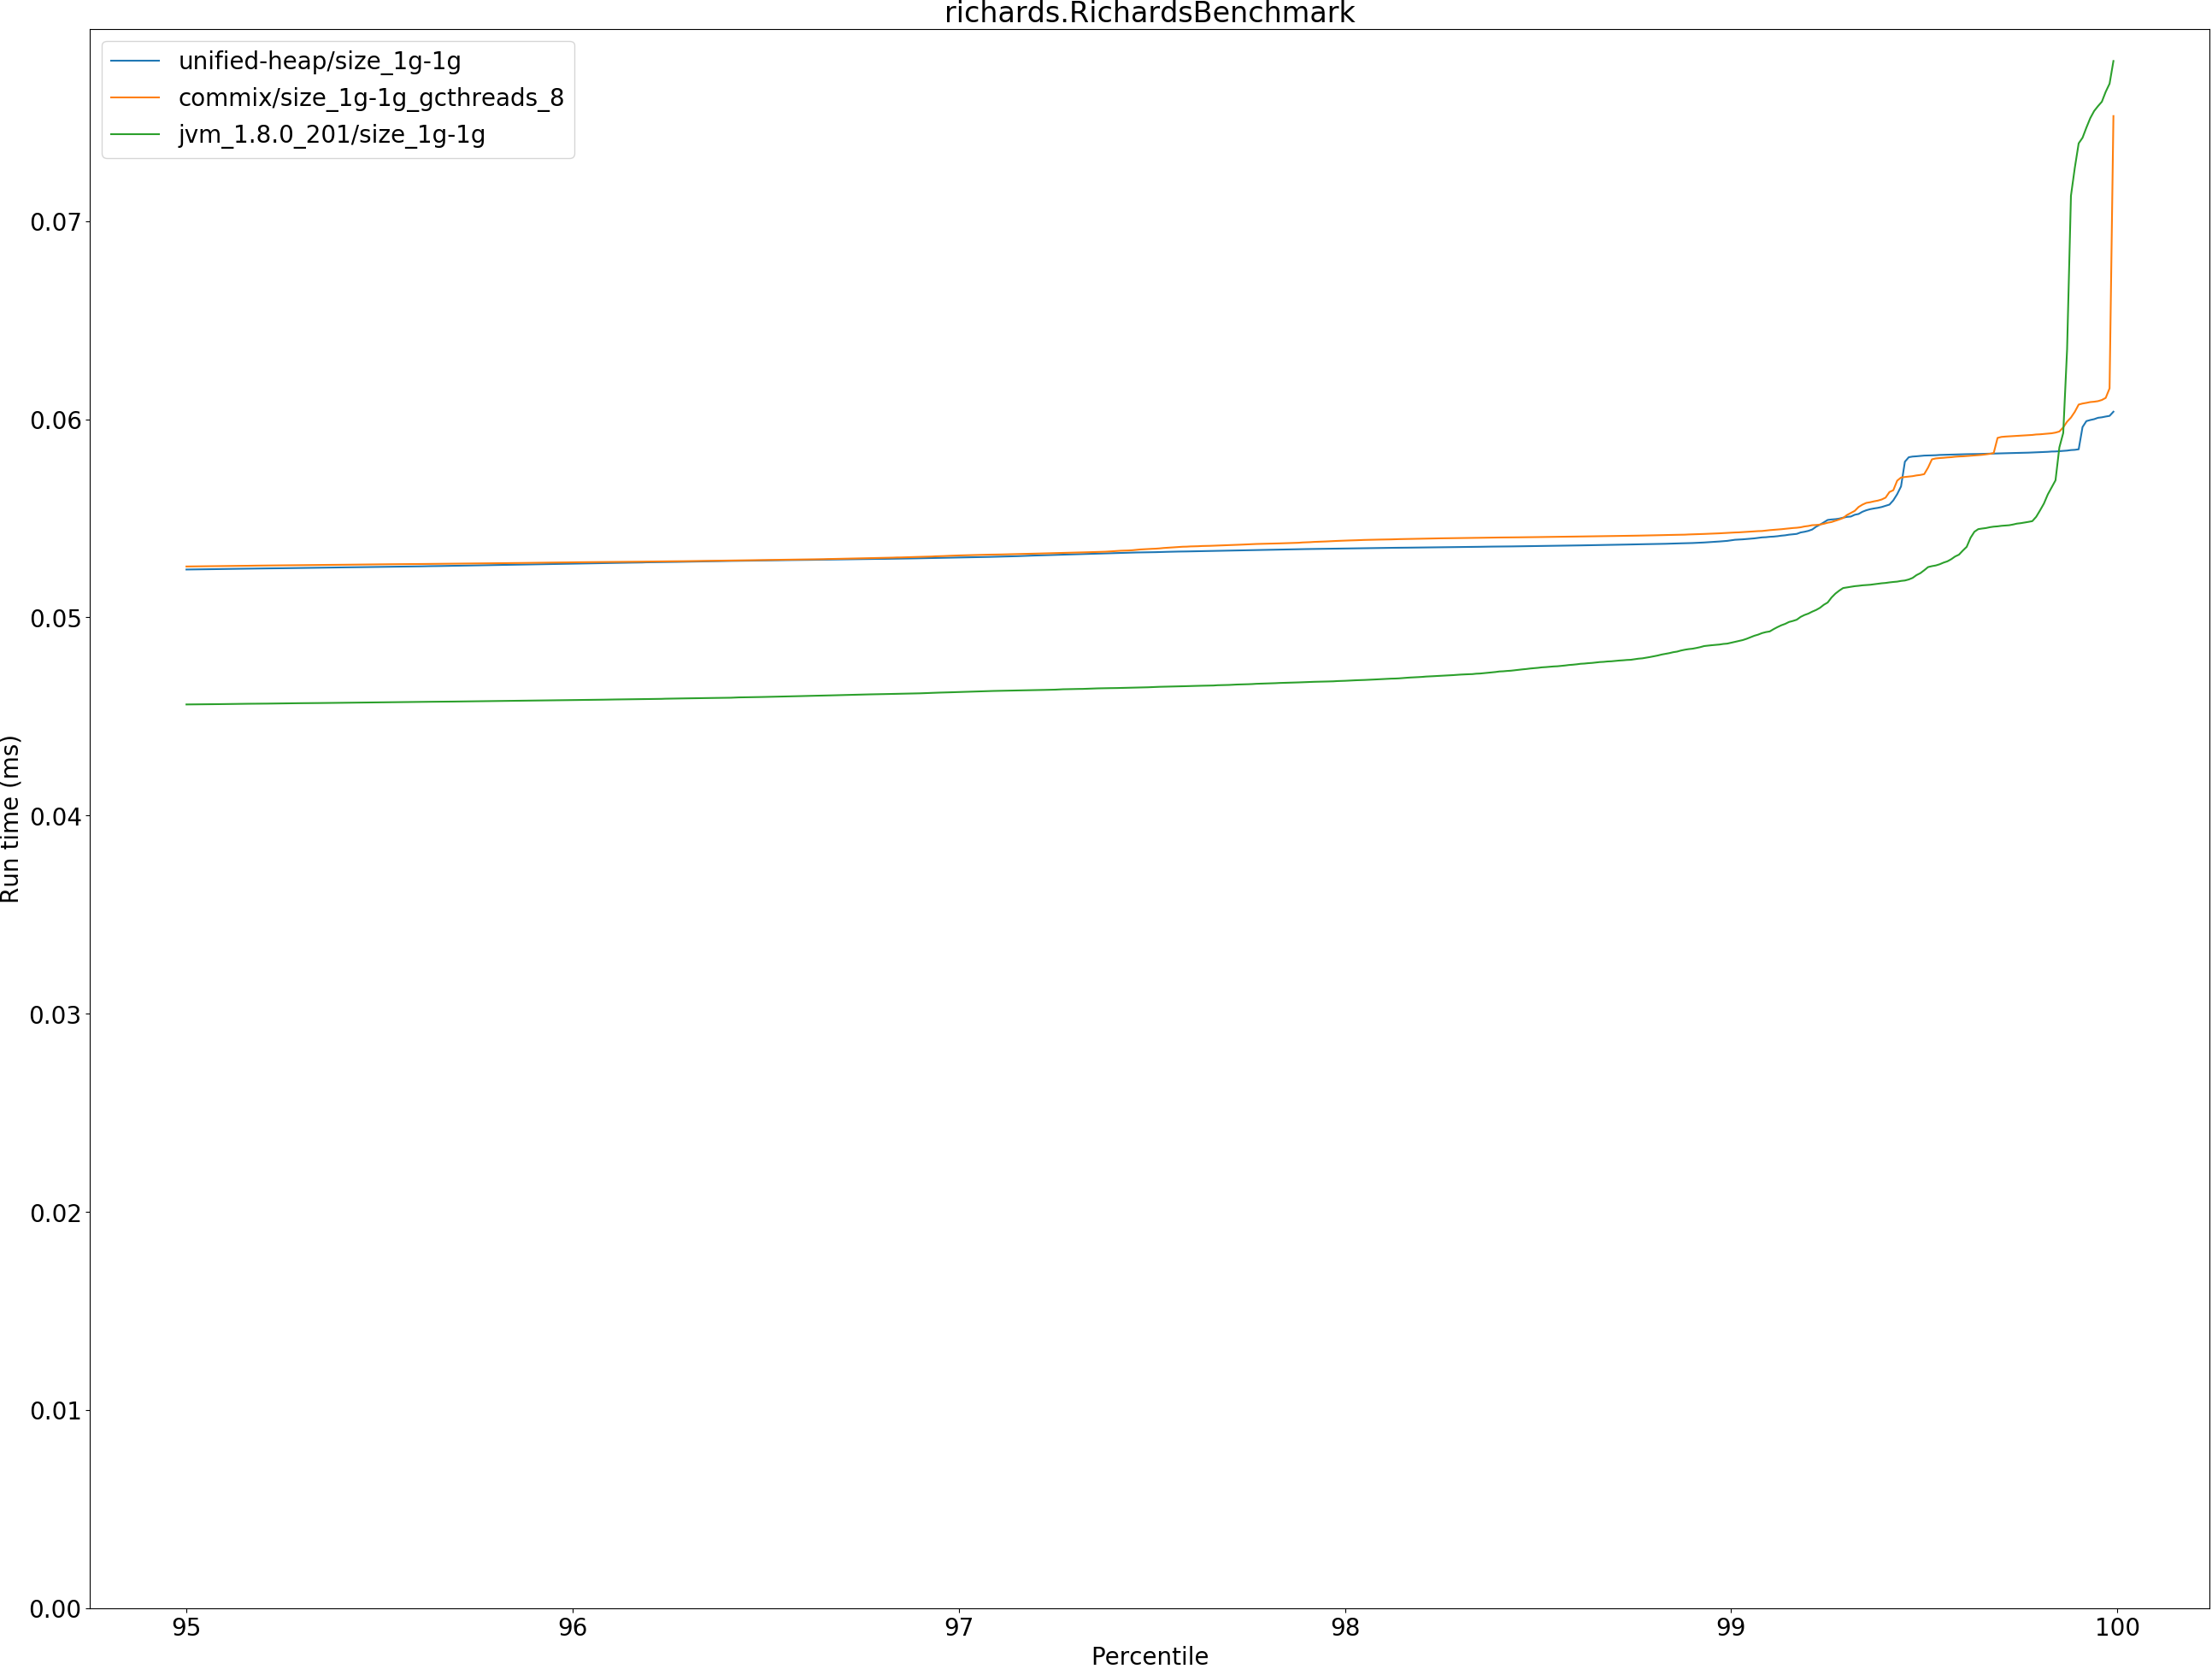 richards.RichardsBenchmark
unified-heap/size_1g-1g
commix/size_1g-1g_gcthreads_8
jvm_1.8.0_201/size_1g-1g
Run time (ms)
0.07
0.06
0.05
0.04
0.03
0.02
0.01
0.00
95 96 97 98 99 100
Percentile